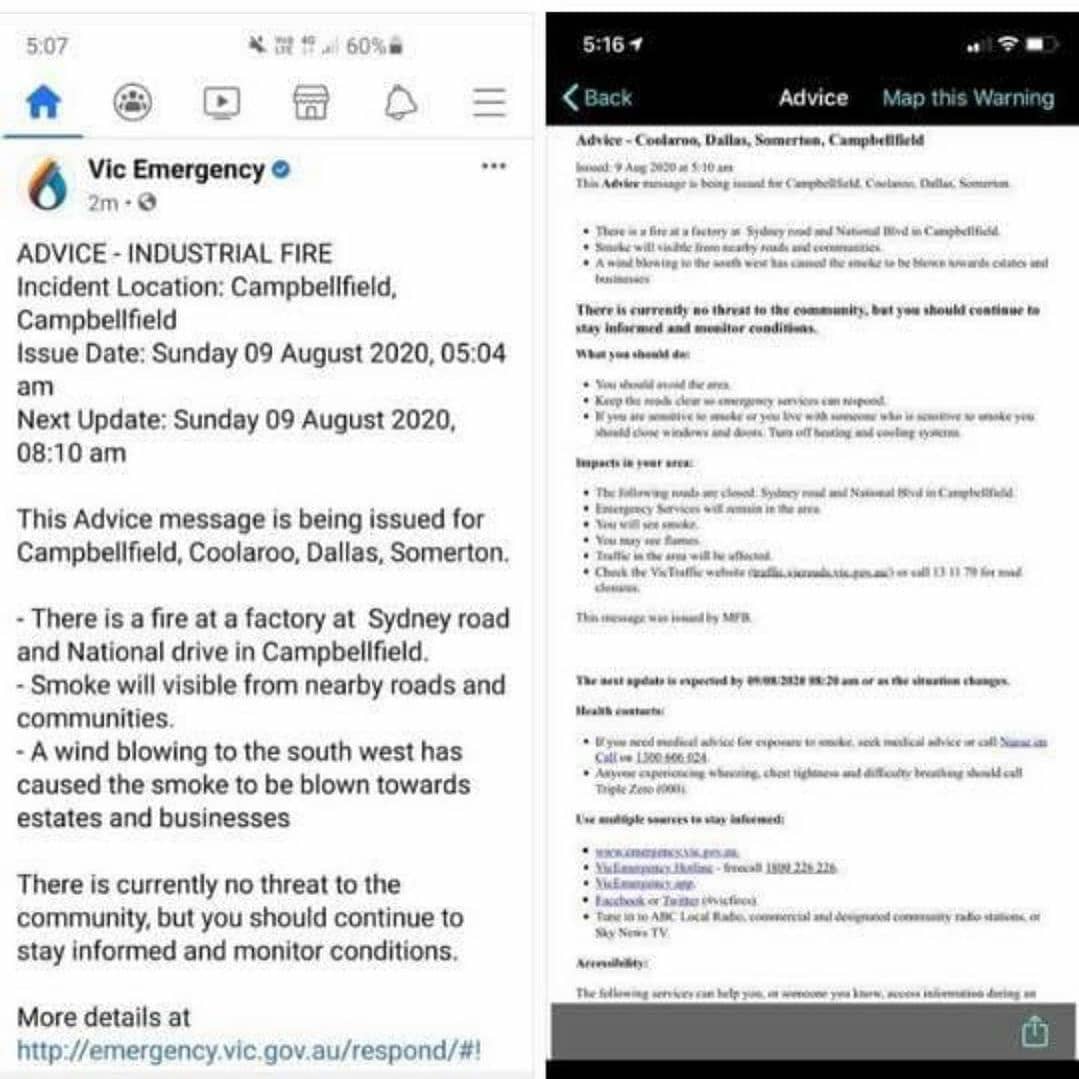 5:07
60%
Vic Emergency
2m
ADVICE - INDUSTRIAL FIRE
Incident Location: Campbellfield,
Campbellfield
Issue Date: Sunday 09 August 2020, 05:04
am
Next Update: Sunday 09 August 2020,
08:10 am
This Advice message is being issued for
Campbellfield, Coolaroo, Dallas, Somerton.
- There is a fire at a factory at Sydney road
and National drive in Campbellfield.
- Smoke will visible from nearby roads and
communities.
- A wind blowing to the south west has
caused the smoke to be blown towards
estates and businesses
There is currently no threat to the
community, but you should continue to
stay informed and monitor conditions.
More details at
http://emergency.vic.gov.au/respond/#!
5:16
Back Advice Map this Warning
Advice - Coolaroo, Dallas, Somerton, Campbellfield
Issued: 9 Aug 2020 at 5:10 am
This Advice message is being issued for Campbellfield, Coolaroo, Dallas, Somerton.
• There is a fire at a factory at Sydney road and National Blvd in Campbellfield.
• Smoke will visible from nearby roads and communities.
• A wind blowing to the south west has caused the smoke to be blown towards estates and
businesses
There is currently no threat to the community, but you should continue to
stay informed and monitor conditions.
What you should do:
• You should avoid the area.
• Keep the roads clear so emergency services can respond.
• If you are sensitive to smoke or you live with someone who is sensitive to smoke you
should close windows and doors. Turn off heating and cooling systems.
Impacts in your area:
• The following roads are closed: Sydney road and National Blvd in Campbellfield.
• Emergency Services will remain in the area.
• You will see smoke.
• You may see flames.
• Traffic in the area will be affected.
• Check the VicTraffic website (traffic.vicroads.vic.gov.au) or call 13 11 70 for road
closures.
This message was issued by MFB.
The next update is expected by 09/08/2020 08:20 am or as the situation changes.
Health contacts:
• If you need medical advice for exposure to smoke, seek medical advice or call Nurse on
Call on 1300 606 024.
• Anyone experiencing wheezing, chest tightness and difficulty breathing should call
Triple Zero (000).
Use multiple sources to stay informed:
• www.emergency.vic.gov.au
• VicEmergency Hotline - freecall 1800 226 226
• VicEmergency app
• Facebook or Twitter (#vicfires)
• Tune in to ABC Local Radio, commercial and designated community radio stations, or
Sky News TV.
Accessibility:
The following services can help you, or someone you know, access information during an